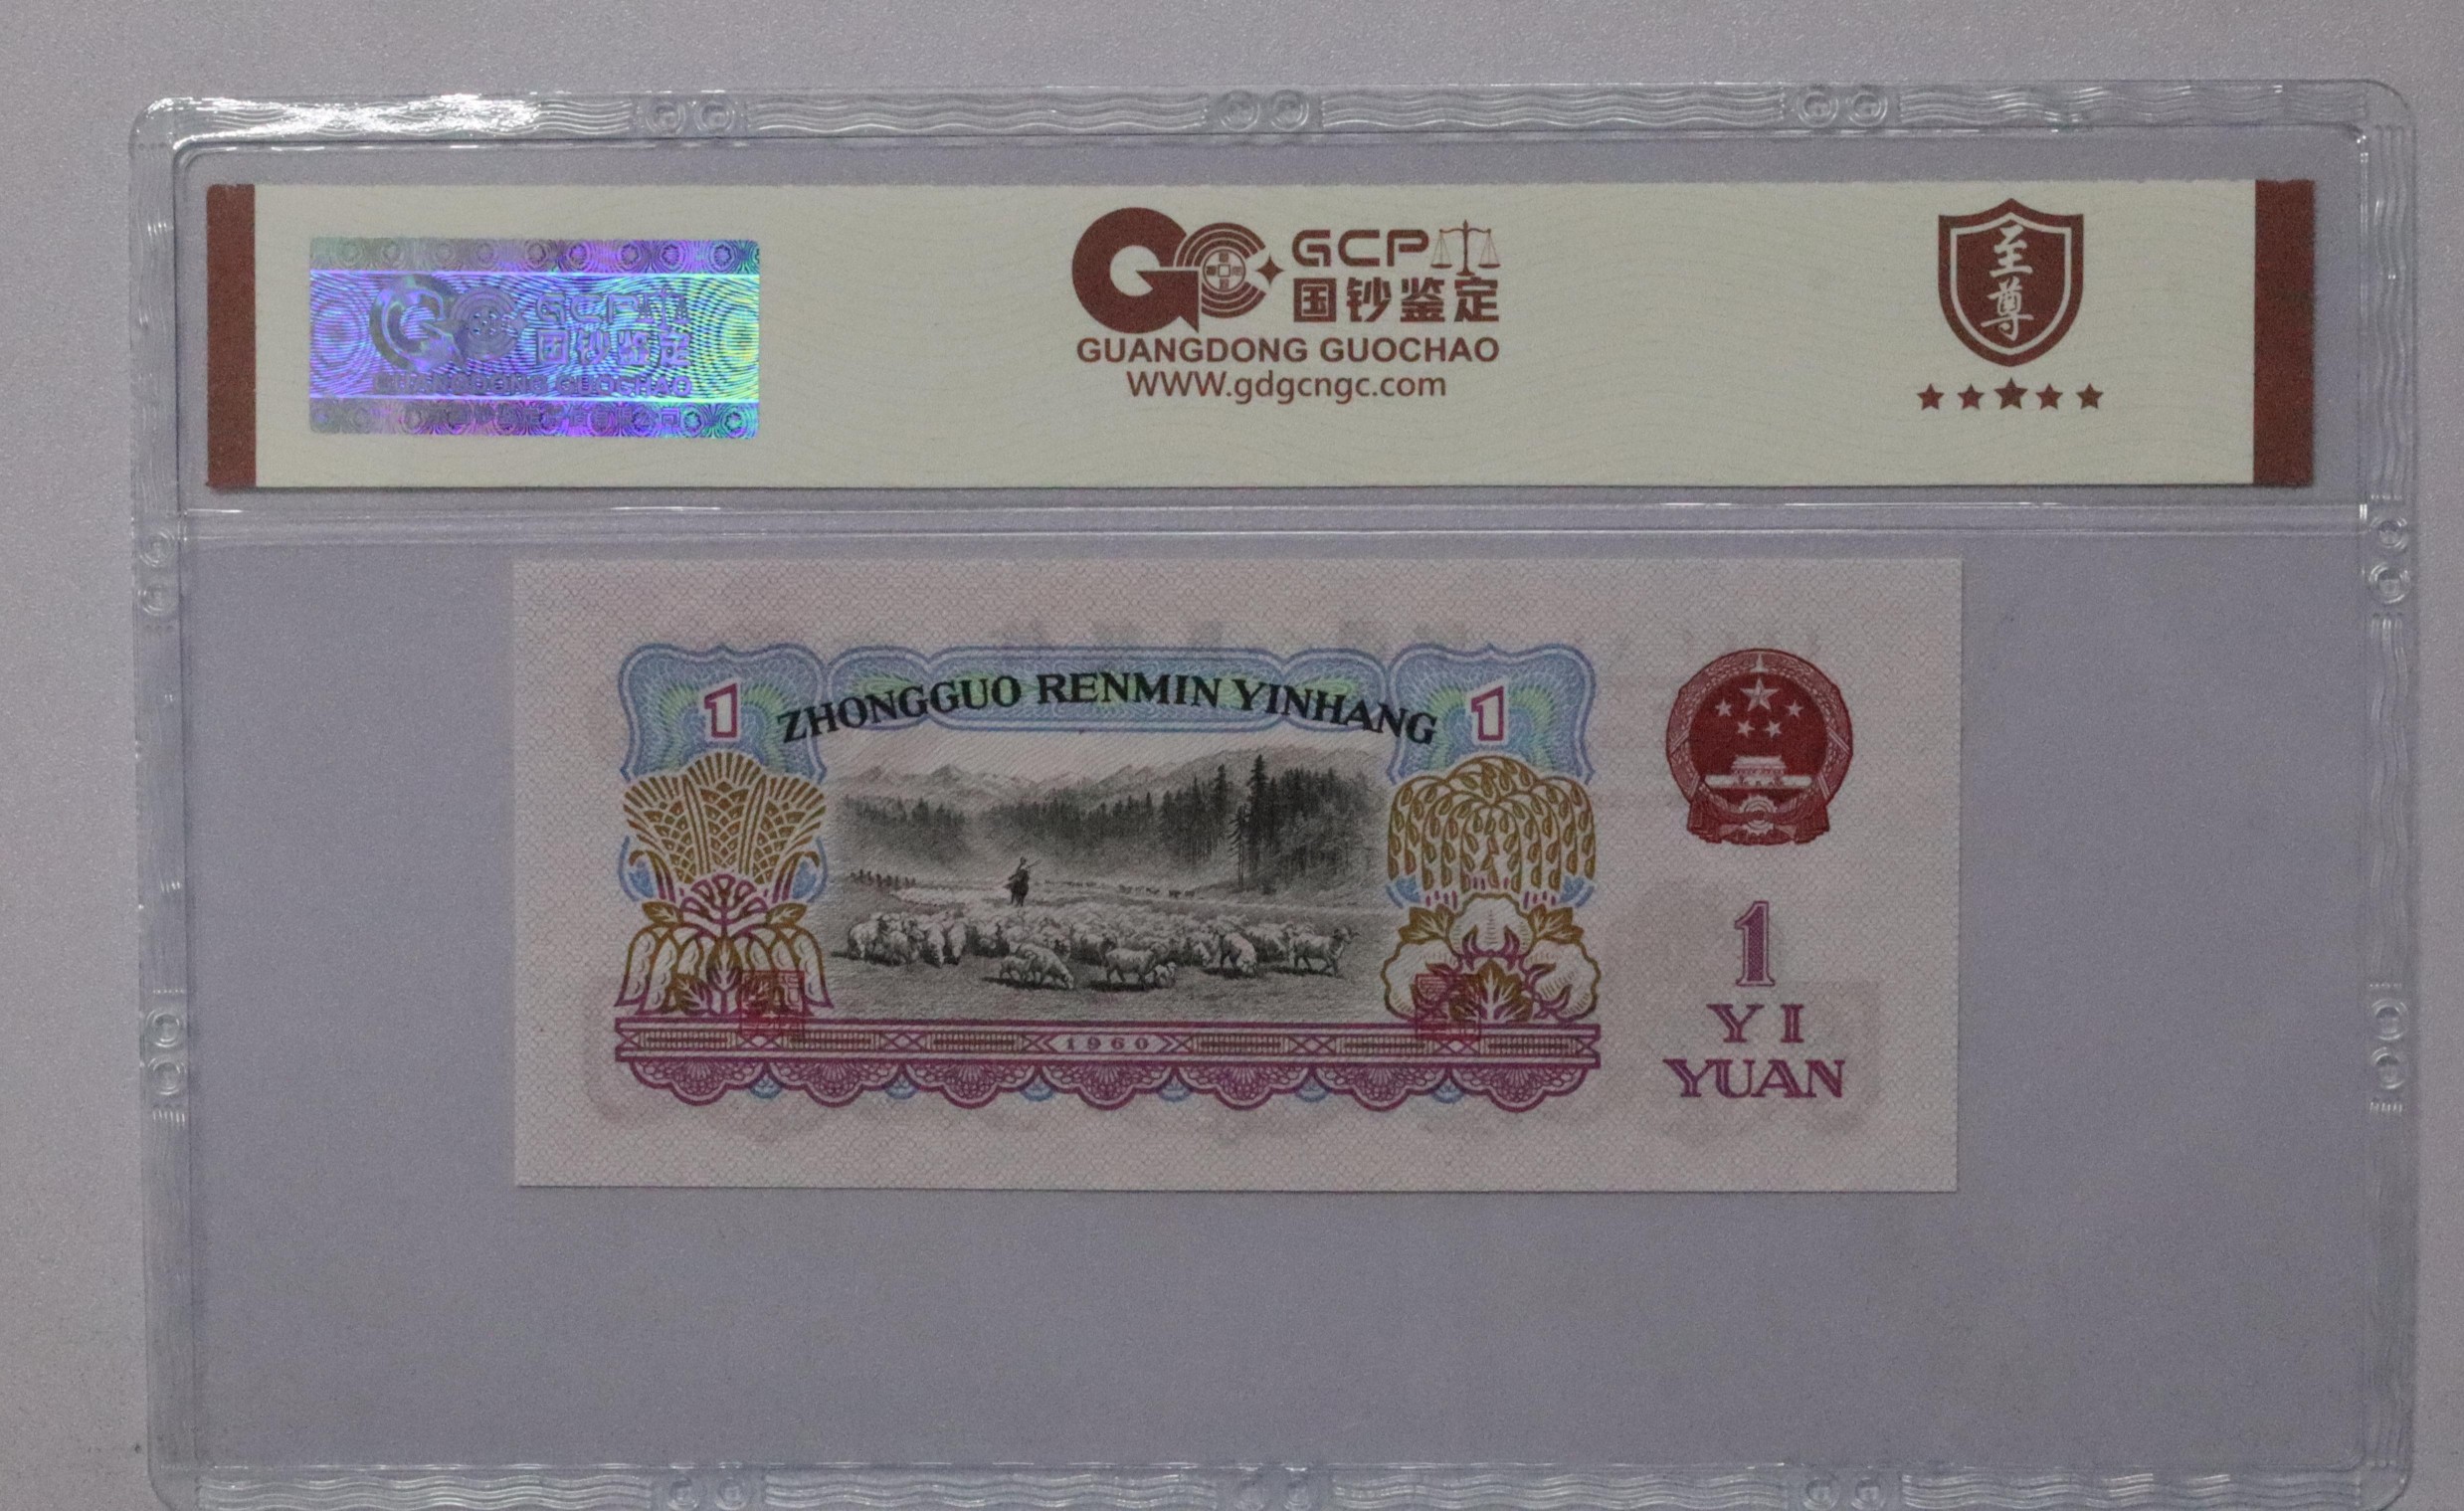 GCP
国钞鉴定
GUANGDONG GUOCHAO
WWW.gdgcngc.com
至尊
GCP
国钞鉴定
GUANGDONG GUOCHAO
1 ZHONGGUO RENMIN YINHANG 1
1960
1
YI
YUAN